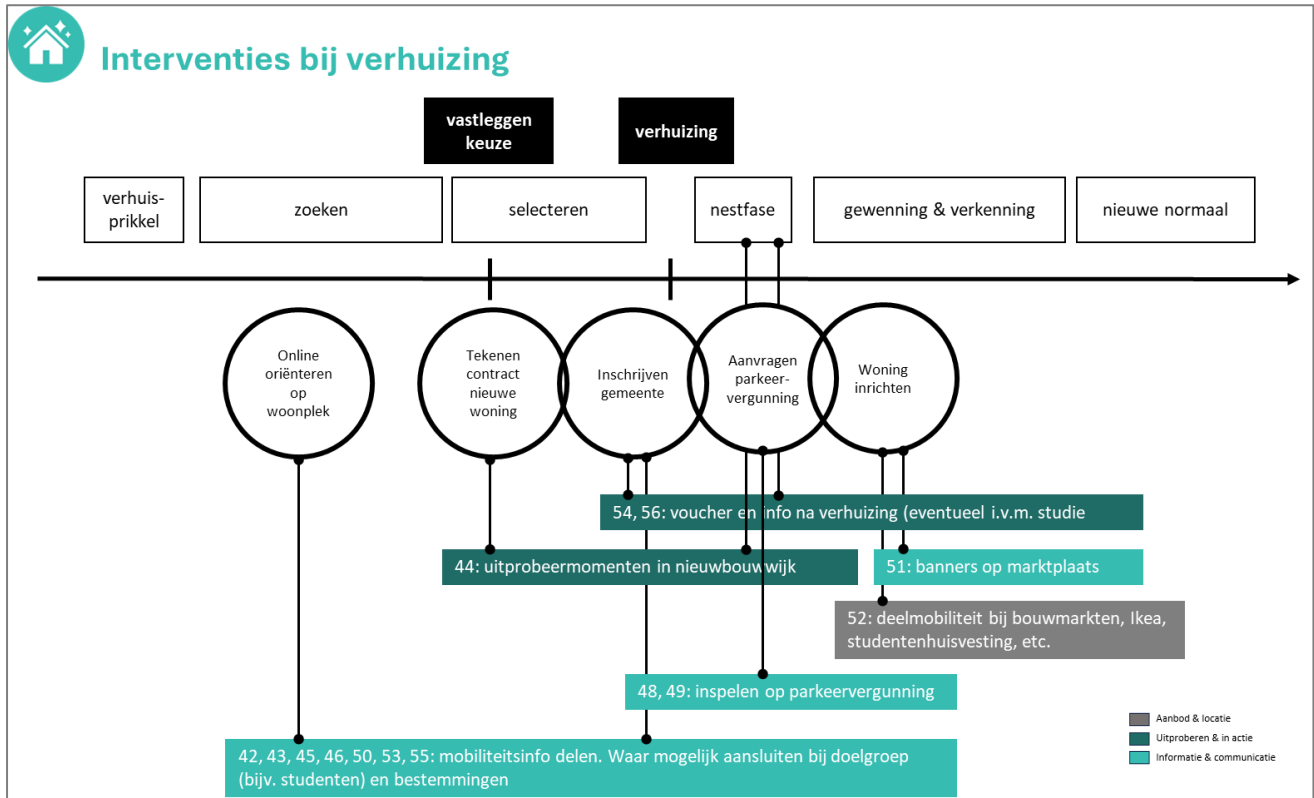 Interventies bij verhuizing
vastleggen
keuze
verhuizing
verhuis-
prikkel
zoeken
selecteren
nestfase
gewenning & verkenning
nieuwe normaal
Online
oriënteren
op
woonplek
Tekenen
contract
nieuwe
woning
Inschrijven
gemeente
Aanvragen
parkeer-
vergunning
Woning
inrichten
54, 56: voucher en info na verhuizing (eventueel i.v.m. studie
44: uitprobeermomenten in nieuwbouwwijk
51: banners op marktplaats
52: deelmobiliteit bij bouwmarkten, Ikea,
studentenhuisvesting, etc.
48, 49: inspelen op parkeervergunning
42, 43, 45, 46, 50, 53, 55: mobiliteitsinfo delen. Waar mogelijk aansluiten bij doelgroep
(bijv. studenten) en bestemmingen
Aanbod & locatie
Uitproberen & in actie
Informatie & communicatie